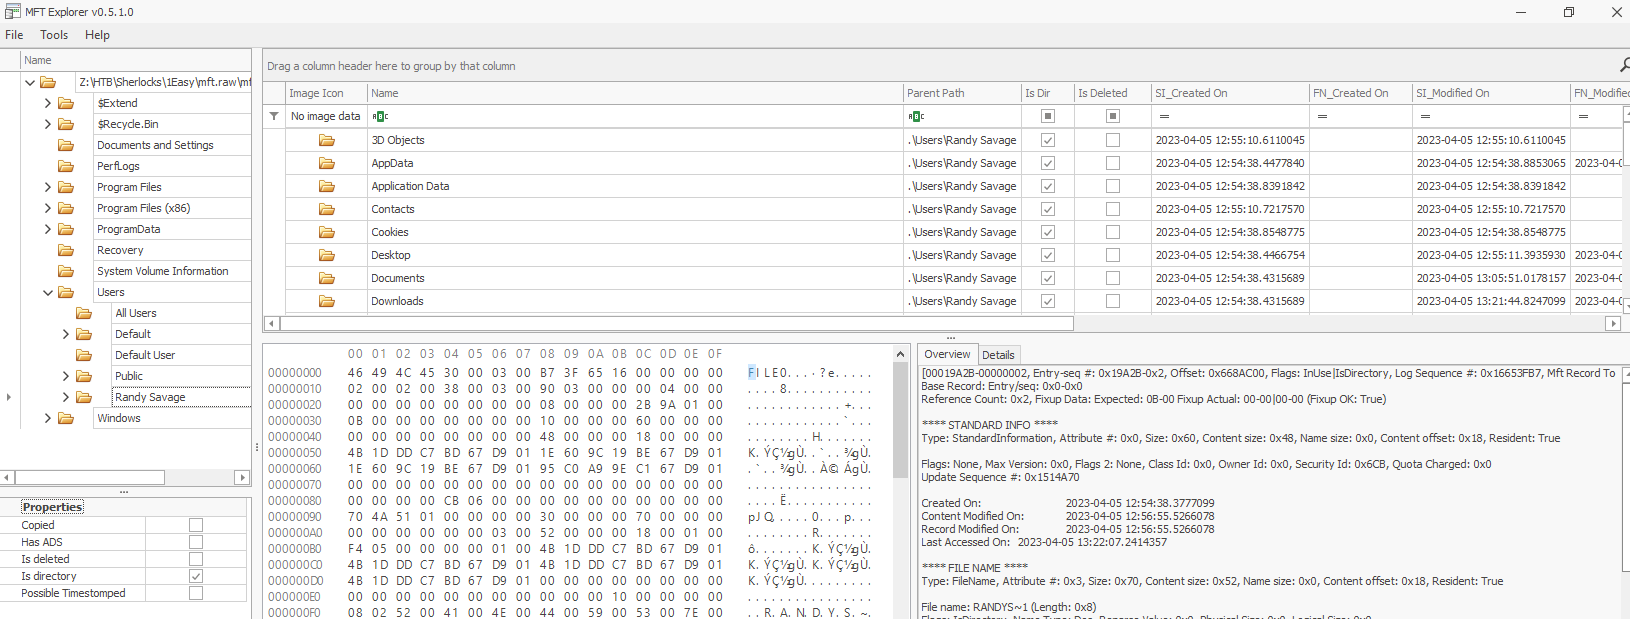 MFT Explorer v0.5.1.0
File Tools Help
Name
Z:\HTB\Sherlocks\1Easy\mft.raw\mf
$Extend
$Recycle.Bin
Documents and Settings
PerfLogs
Program Files
Program Files (x86)
ProgramData
Recovery
System Volume Information
Users
All Users
Default
Default User
Public
Randy Savage
Windows
Properties
Copied
Has ADS
Is deleted
Is directory
Possible Timestomped
Drag a column header here to group by that column
Image Icon Name Parent Path Is Dir Is Deleted SI_Created On FN_Created On SI_Modified On FN_Modified
No image data ABC ABC = = = =
3D Objects .\Users\Randy Savage 2023-04-05 12:55:10.6110045 2023-04-05 12:55:10.6110045
AppData .\Users\Randy Savage 2023-04-05 12:54:38.4477840 2023-04-05 12:54:38.8853065 2023-04-0
Application Data .\Users\Randy Savage 2023-04-05 12:54:38.8391842 2023-04-05 12:54:38.8391842
Contacts .\Users\Randy Savage 2023-04-05 12:55:10.7217570 2023-04-05 12:55:10.7217570
Cookies .\Users\Randy Savage 2023-04-05 12:54:38.8548775 2023-04-05 12:54:38.8548775
Desktop .\Users\Randy Savage 2023-04-05 12:54:38.4466754 2023-04-05 12:55:11.3935930 2023-04-0
Documents .\Users\Randy Savage 2023-04-05 12:54:38.4315689 2023-04-05 13:05:51.0178157 2023-04-0
Downloads .\Users\Randy Savage 2023-04-05 12:54:38.4315689 2023-04-05 13:21:44.8247099 2023-04-0
00 01 02 03 04 05 06 07 08 09 0A 0B 0C 0D 0E 0F
00000000 46 49 4C 45 30 00 03 00 B7 3F 65 16 00 00 00 00 FILE0....?e.....
00000010 02 00 02 00 38 00 03 00 90 03 00 00 00 04 00 00 ....8...........
00000020 00 00 00 00 00 00 00 00 08 00 00 00 2B 9A 01 00 ............+...
00000030 0B 00 00 00 00 00 00 00 10 00 00 00 60 00 00 00 ............`...
00000040 00 00 00 00 00 00 00 00 48 00 00 00 18 00 00 00 ........H.......
00000050 4B 1D DD C7 BD 67 D9 01 1E 60 9C 19 BE 67 D9 01 K.ÝÇ½gÙ..`..¾gÙ.
00000060 1E 60 9C 19 BE 67 D9 01 95 C0 A9 9E C1 67 D9 01 .`..¾gÙ..À©.ÁgÙ.
00000070 00 00 00 00 00 00 00 00 00 00 00 00 00 00 00 00 ................
00000080 00 00 00 00 CB 06 00 00 00 00 00 00 00 00 00 00 ....Ë...........
00000090 70 4A 51 01 00 00 00 00 30 00 00 00 70 00 00 00 pJQ.....0...p...
000000A0 00 00 00 00 00 00 03 00 52 00 00 00 18 00 01 00 ........R.......
000000B0 F4 05 00 00 00 00 01 00 4B 1D DD C7 BD 67 D9 01 ô.......K.ÝÇ½gÙ.
000000C0 4B 1D DD C7 BD 67 D9 01 4B 1D DD C7 BD 67 D9 01 K.ÝÇ½gÙ.K.ÝÇ½gÙ.
000000D0 4B 1D DD C7 BD 67 D9 01 00 00 00 00 00 00 00 00 K.ÝÇ½gÙ.........
000000E0 00 00 00 00 00 00 00 00 00 00 00 10 00 00 00 00 ................
000000F0 08 02 52 00 41 00 4E 00 44 00 59 00 53 00 7E 00 ..R.A.N.D.Y.S.~.
Overview Details
[00019A2B-00000002, Entry-seq #: 0x19A2B-0x2, Offset: 0x668AC00, Flags: InUse|IsDirectory, Log Sequence #: 0x16653FB7, Mft Record To
Base Record: Entry/seq: 0x0-0x0
Reference Count: 0x2, Fixup Data: Expected: 0B-00 Fixup Actual: 00-00|00-00 (Fixup OK: True)
**** STANDARD INFO ****
Type: StandardInformation, Attribute #: 0x0, Size: 0x60, Content size: 0x48, Name size: 0x0, Content offset: 0x18, Resident: True
Flags: None, Max Version: 0x0, Flags 2: None, Class Id: 0x0, Owner Id: 0x0, Security Id: 0x6CB, Quota Charged: 0x0
Update Sequence #: 0x1514A70
Created On: 2023-04-05 12:54:38.3777099
Content Modified On: 2023-04-05 12:56:55.5266078
Record Modified On: 2023-04-05 12:56:55.5266078
Last Accessed On: 2023-04-05 13:22:07.2414357
**** FILE NAME ****
Type: FileName, Attribute #: 0x3, Size: 0x70, Content size: 0x52, Name size: 0x0, Content offset: 0x18, Resident: True
File name: RANDYS~1 (Length: 0x8)